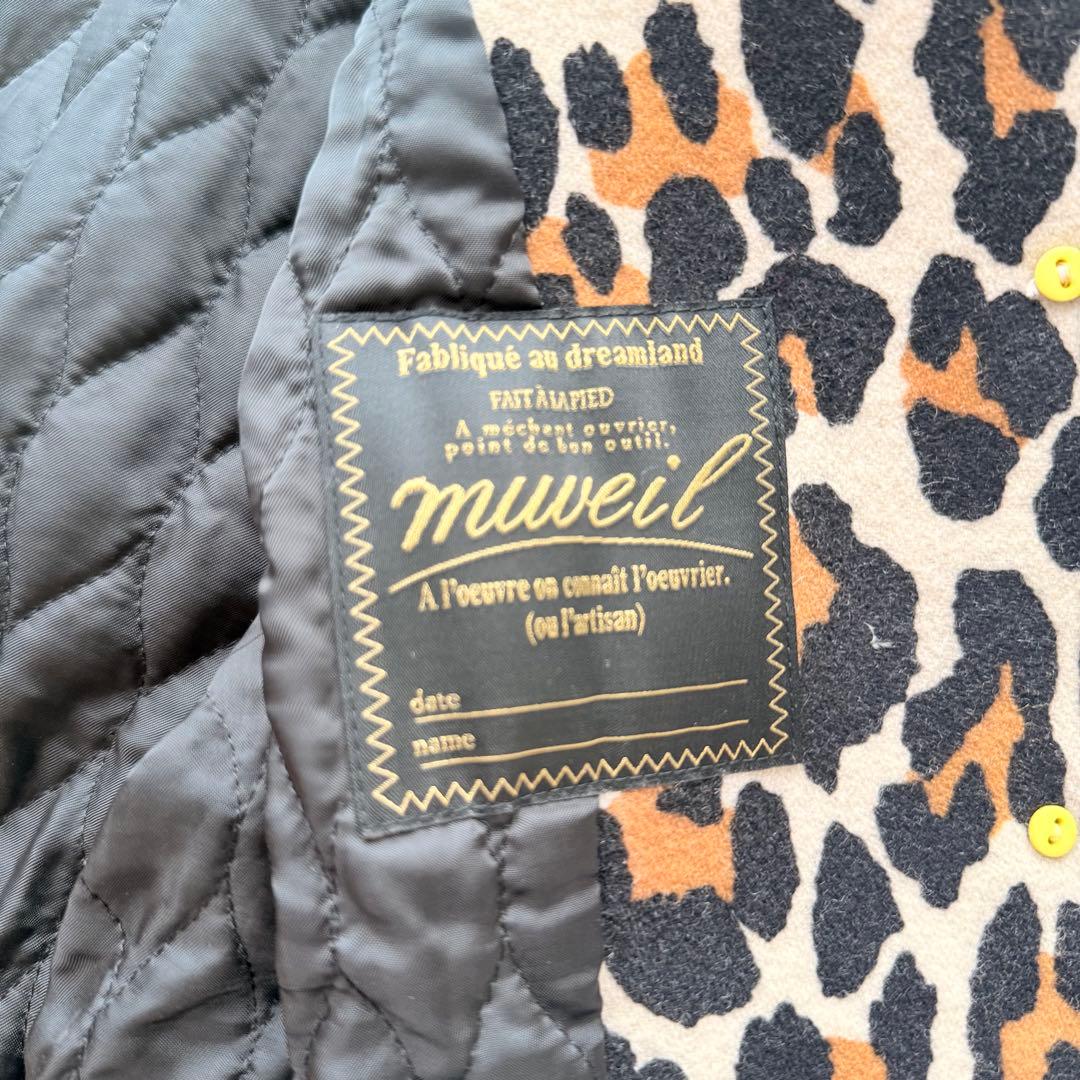 Fabliqué au dreamland
FAIT À LA PIED
A méchant ouvrier,
point de bon outil.
muveil
A l'oeuvre on connaît l'oeuvrier.
(ou l'artisan)
date
name